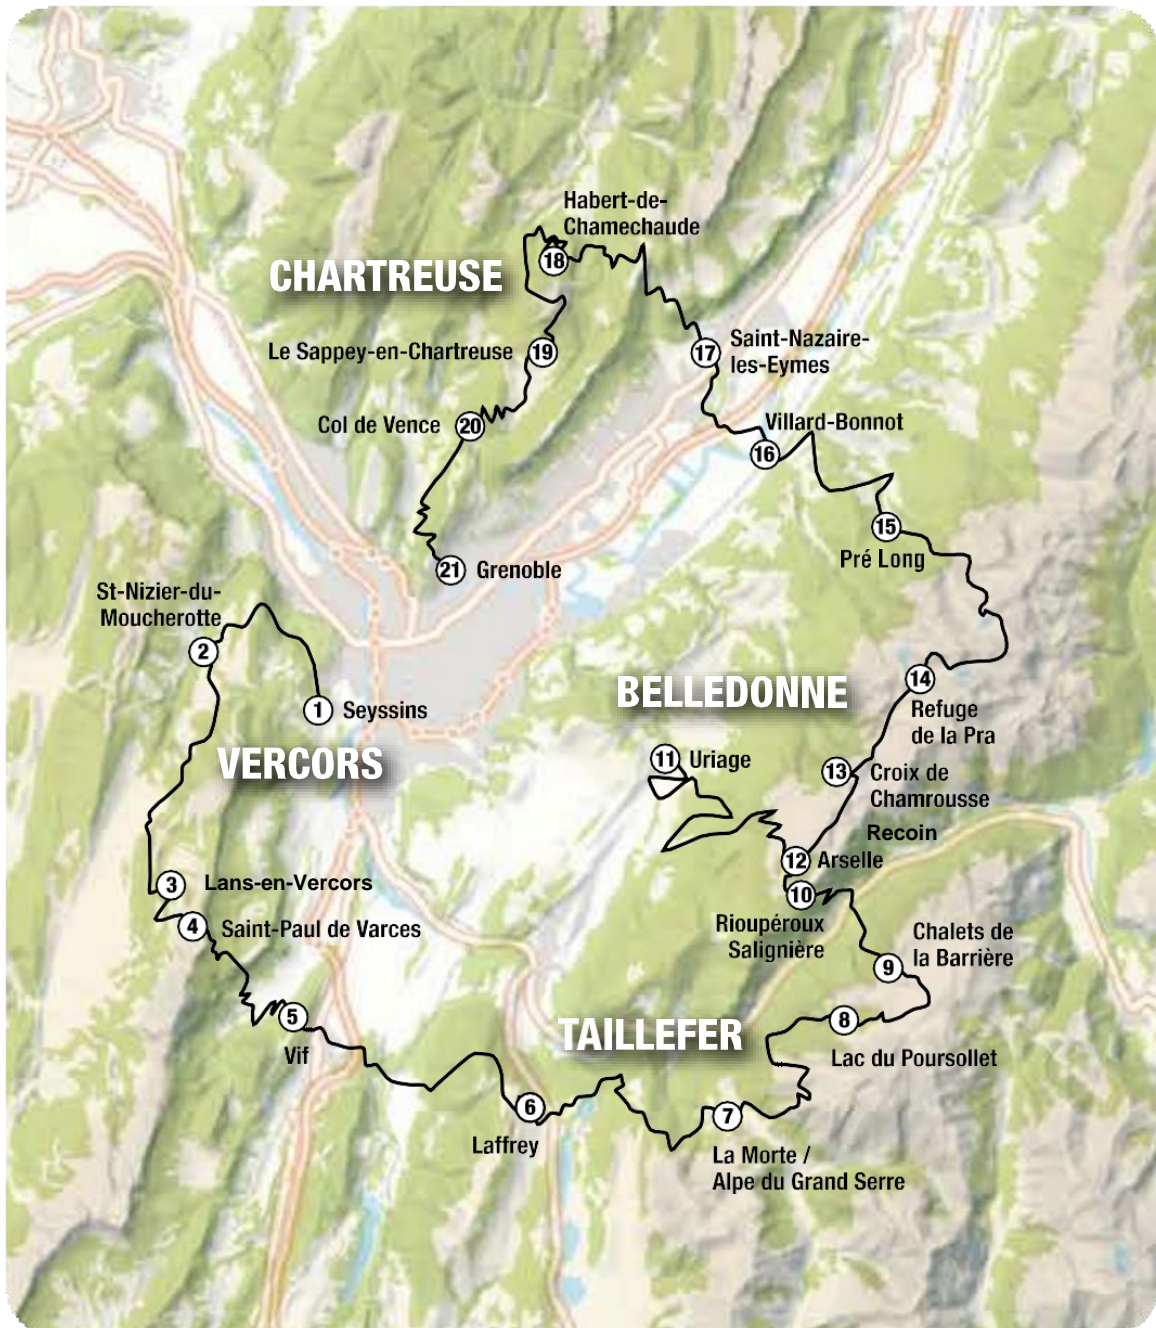 Habert-de-
Chamechaude
18
CHARTREUSE
Le Sappey-en-Chartreuse
19
17
Saint-Nazaire-
les-Eymes
Col de Vence
20
Villard-Bonnot
16
15
Pré Long
21
Grenoble
St-Nizier-du-
Moucherotte
2
1
Seyssins
VERCORS
BELLEDONNE
14
Refuge
de la Pra
11
Uriage
13
Croix de
Chamrousse
Recoin
12
Arselle
10
Rioupéroux
Salignière
3
Lans-en-Vercors
4
Saint-Paul de Varces
Chalets de
la Barrière
9
5
Vif
TAILLEFER
8
Lac du Poursollet
6
Laffrey
7
La Morte /
Alpe du Grand Serre